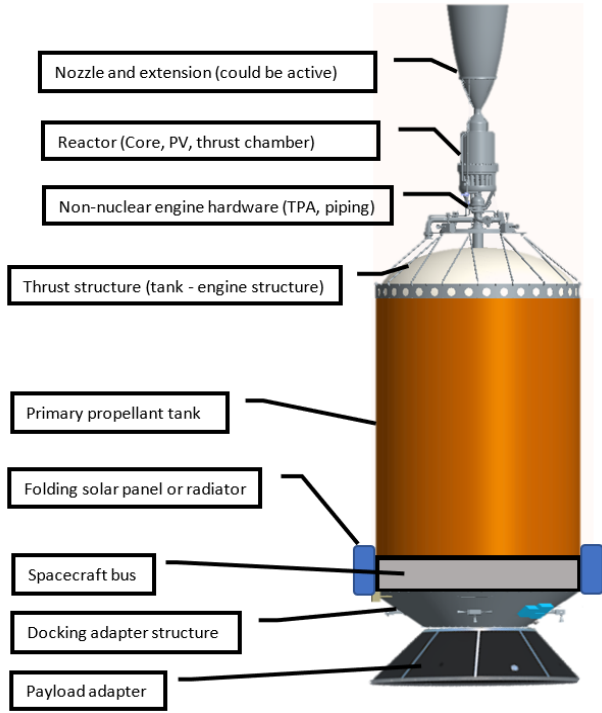 Nozzle and extension (could be active)
Reactor (Core, PV, thrust chamber)
Non-nuclear engine hardware (TPA, piping)
Thrust structure (tank - engine structure)
Primary propellant tank
Folding solar panel or radiator
Spacecraft bus
Docking adapter structure
Payload adapter